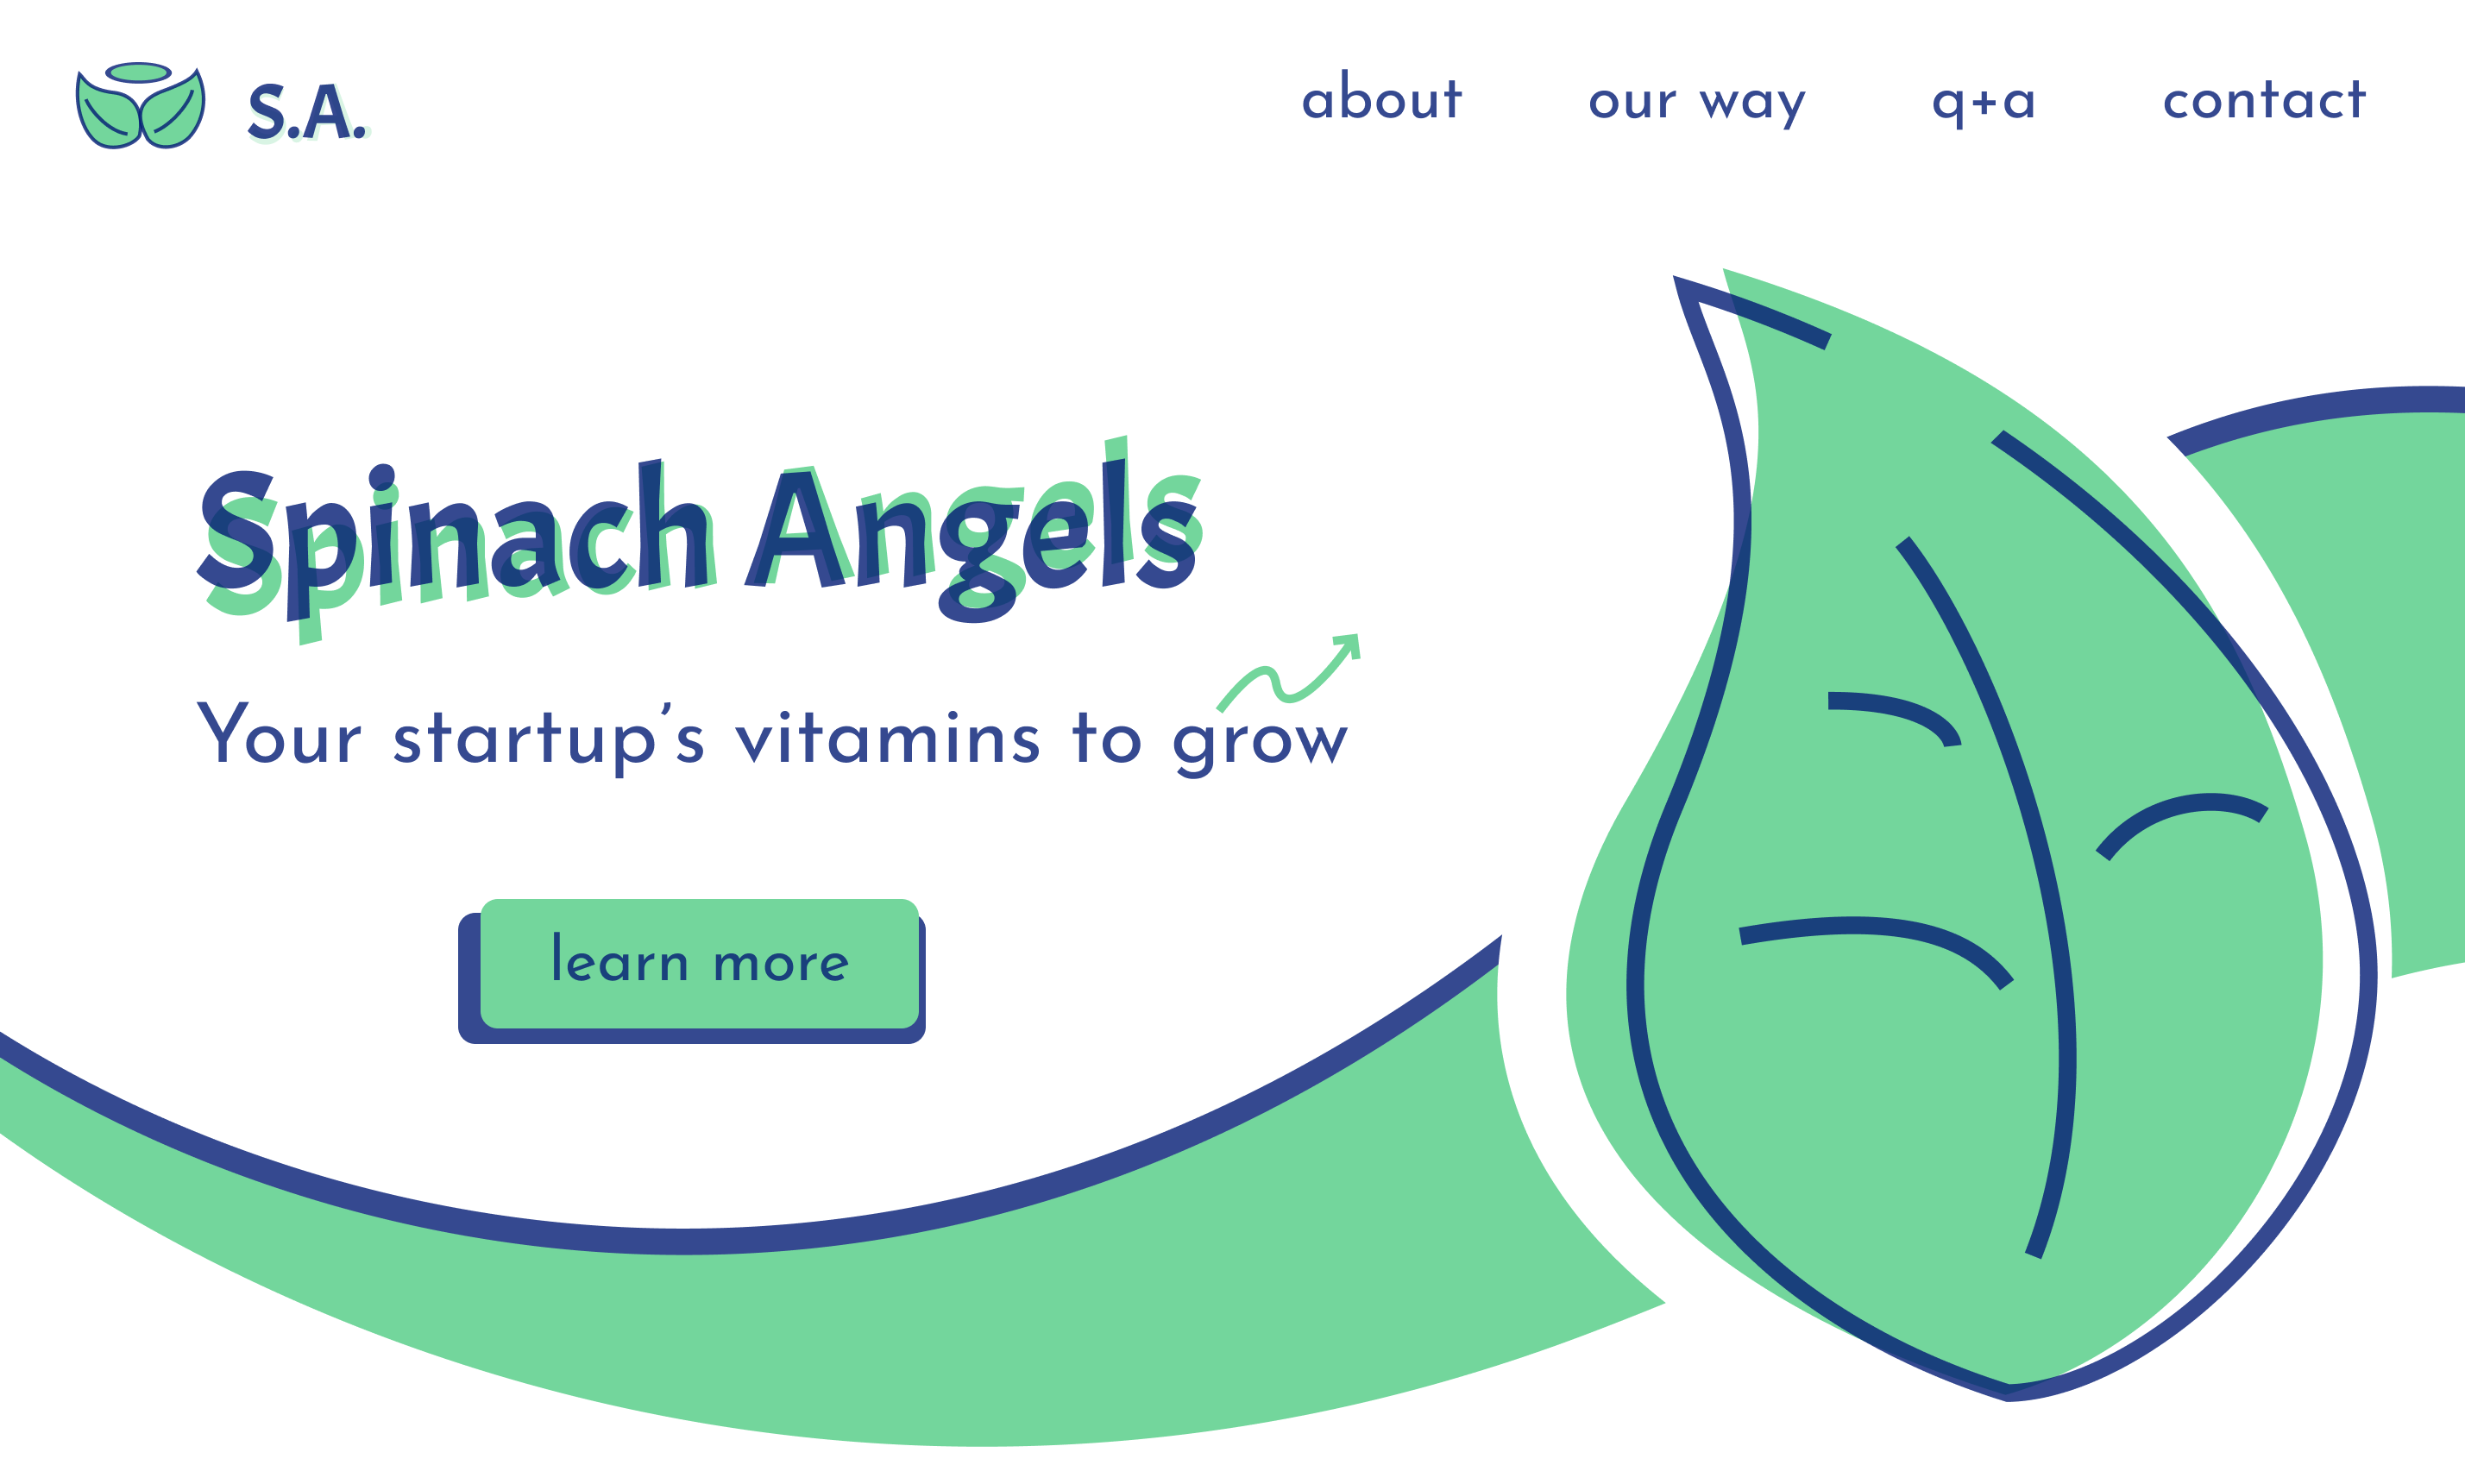 S.A.
about our way q+a contact
Spinach Angels
Your startup’s vitamins to grow
learn more